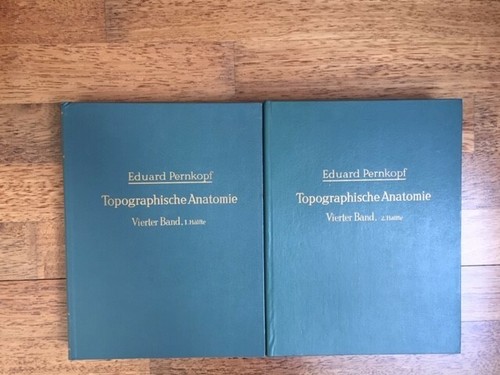 Eduard Pernkopf
Topographische Anatomie
Vierter Band, 1. Hälfte
Eduard Pernkopf
Topographische Anatomie
Vierter Band, 2. Hälfte